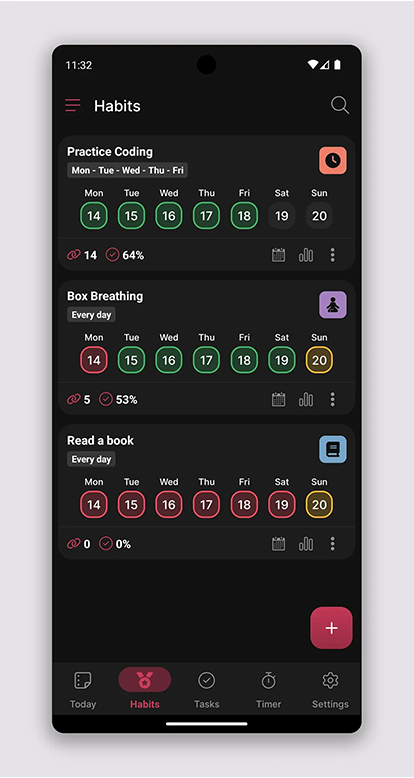 11:32
Habits
Practice Coding
Mon - Tue - Wed - Thu - Fri
Mon Tue Wed Thu Fri Sat Sun
14 15 16 17 18 19 20
14 64%
Box Breathing
Every day
Mon Tue Wed Thu Fri Sat Sun
14 15 16 17 18 19 20
5 53%
Read a book
Every day
Mon Tue Wed Thu Fri Sat Sun
14 15 16 17 18 19 20
0 0%
Today Habits Tasks Timer Settings